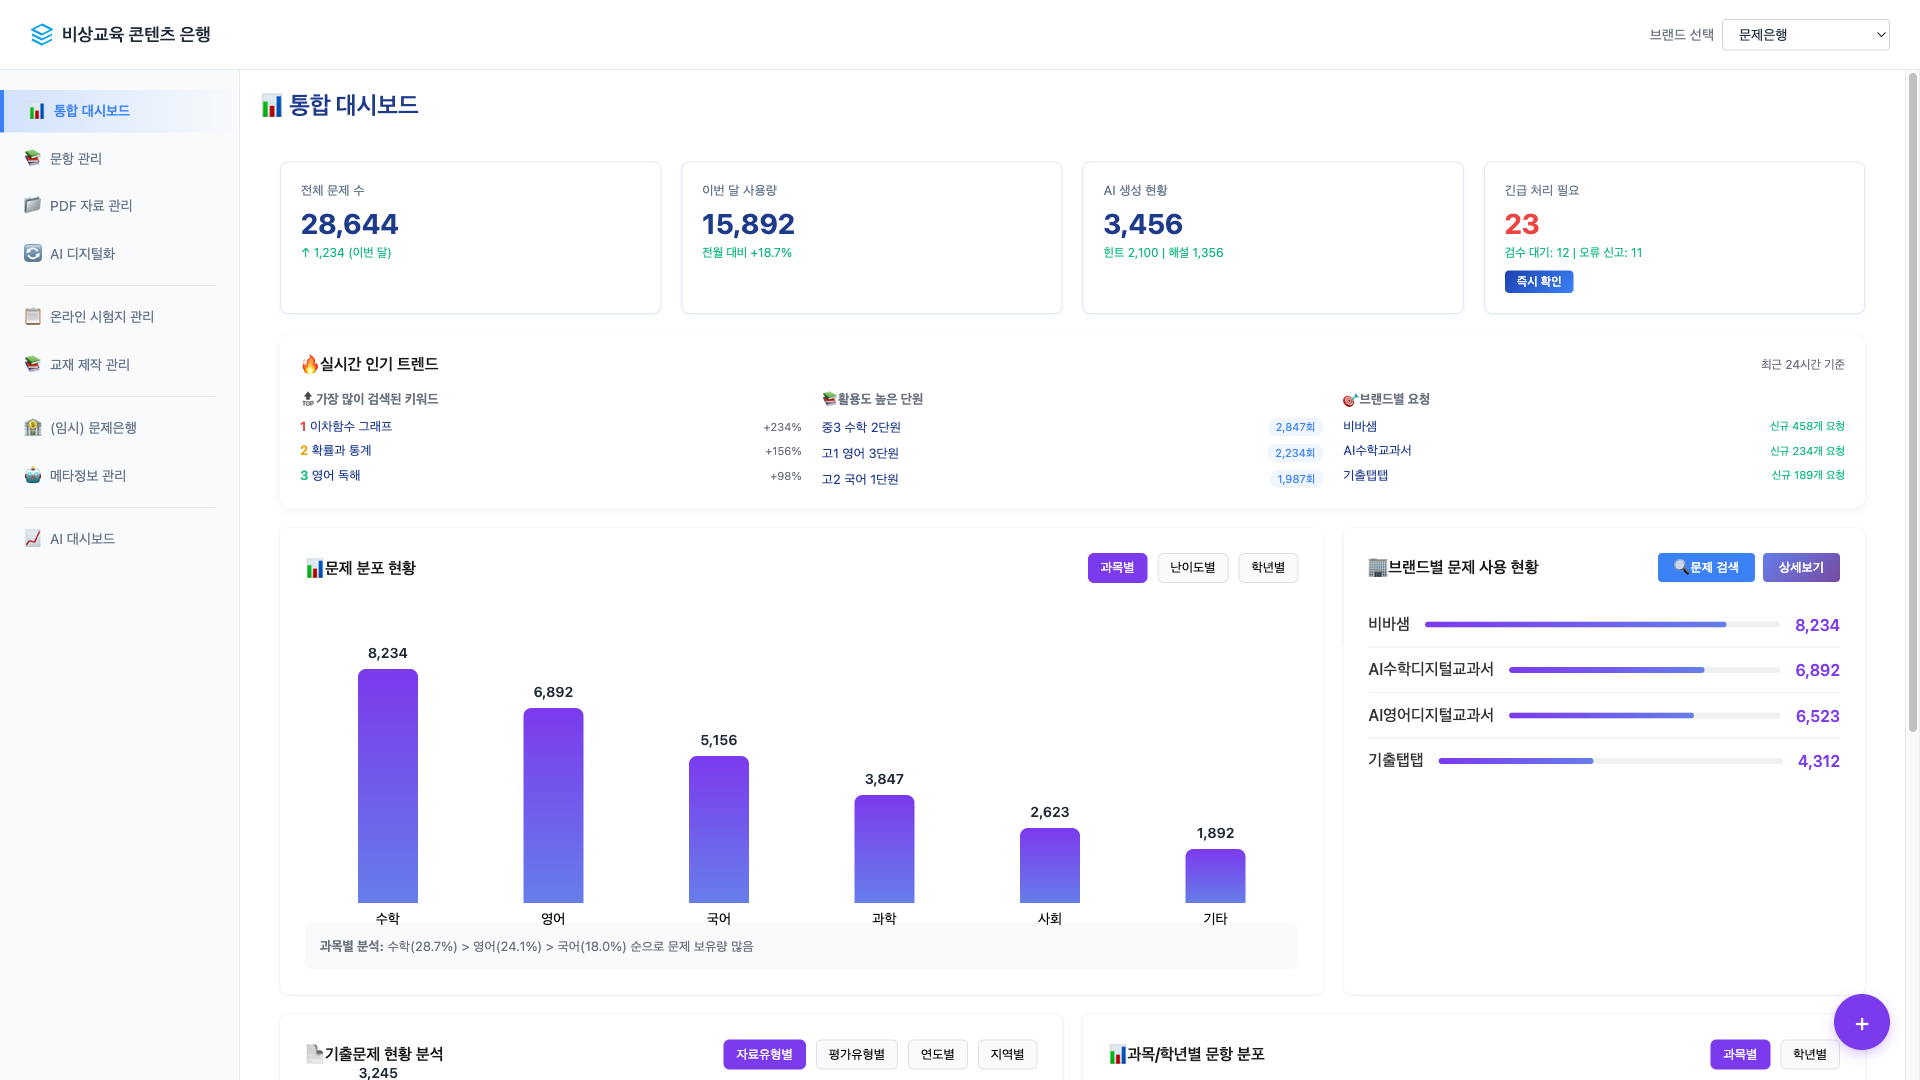 비상교육 콘텐츠 은행
브랜드 선택
문제은행
통합 대시보드
문항 관리
PDF 자료 관리
AI 디지털화
온라인 시험지 관리
교재 제작 관리
(임시) 문제은행
메타정보 관리
AI 대시보드
통합 대시보드
전체 문제 수
28,644
↑ 1,234 (이번 달)
이번 달 사용량
15,892
전월 대비 +18.7%
AI 생성 현황
3,456
힌트 2,100 | 해설 1,356
긴급 처리 필요
23
검수 대기: 12 | 오류 신고: 11
즉시 확인
실시간 인기 트렌드
최근 24시간 기준
가장 많이 검색된 키워드
1 이차함수 그래프 +234%
2 확률과 통계 +156%
3 영어 독해 +98%
활용도 높은 단원
중3 수학 2단원 2,847회
고1 영어 3단원 2,234회
고2 국어 1단원 1,987회
브랜드별 요청
비바샘 신규 458개 요청
AI수학교과서 신규 234개 요청
기출탭탭 신규 189개 요청
문제 분포 현황
과목별 난이도별 학년별
8,234
6,892
5,156
3,847
2,623
1,892
수학 영어 국어 과학 사회 기타
과목별 분석: 수학(28.7%) > 영어(24.1%) > 국어(18.0%) 순으로 문제 보유량 많음
브랜드별 문제 사용 현황
문제 검색 상세보기
비바샘 8,234
AI수학디지털교과서 6,892
AI영어디지털교과서 6,523
기출탭탭 4,312
기출문제 현황 분석
자료유형별 평가유형별 연도별 지역별
3,245
과목/학년별 문항 분포
과목별 학년별
+